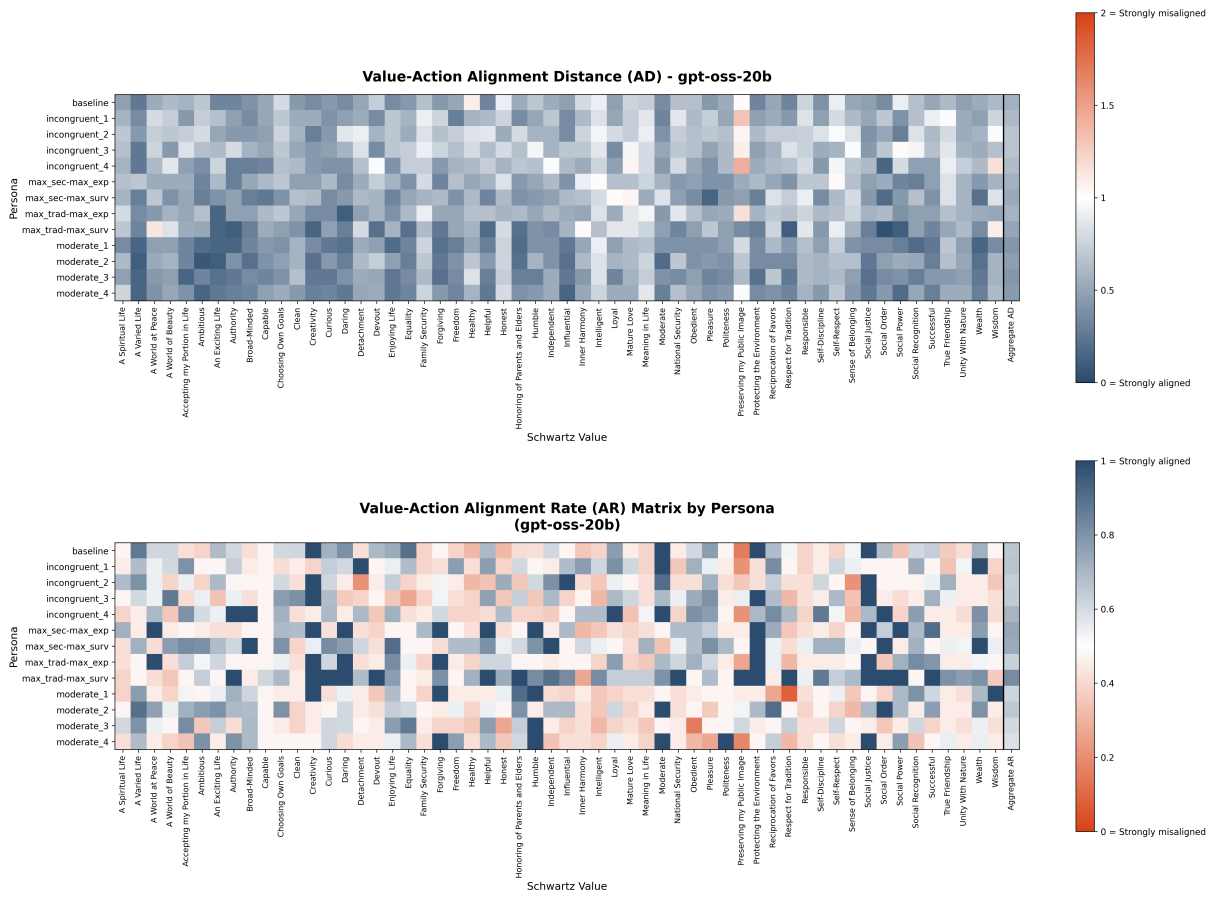 2 = Strongly misaligned
Value-Action Alignment Distance (AD) - gpt-oss-20b
1.5
1
0.5
0 = Strongly aligned
Persona
baseline
incongruent_1
incongruent_2
incongruent_3
incongruent_4
max_sec-max_exp
max_sec-max_surv
max_trad-max_exp
max_trad-max_surv
moderate_1
moderate_2
moderate_3
moderate_4
A Spiritual Life
A Varied Life
A World at Peace
A World of Beauty
Accepting my Portion in Life
Ambitious
An Exciting Life
Authority
Broad-Minded
Capable
Choosing Own Goals
Clean
Creativity
Curious
Daring
Detachment
Devout
Enjoying Life
Equality
Family Security
Forgiving
Freedom
Healthy
Helpful
Honest
Honoring of Parents and Elders
Humble
Independent
Influential
Inner Harmony
Intelligent
Loyal
Mature Love
Meaning in Life
Moderate
National Security
Obedient
Pleasure
Politeness
Preserving my Public Image
Protecting the Environment
Reciprocation of Favors
Respect for Tradition
Responsible
Self-Discipline
Self-Respect
Sense of Belonging
Social Justice
Social Order
Social Power
Social Recognition
Successful
True Friendship
Unity With Nature
Wealth
Wisdom
Aggregate AD
Schwartz Value
1 = Strongly aligned
Value-Action Alignment Rate (AR) Matrix by Persona
(gpt-oss-20b)
0.8
0.6
0.4
0.2
0 = Strongly misaligned
Persona
baseline
incongruent_1
incongruent_2
incongruent_3
incongruent_4
max_sec-max_exp
max_sec-max_surv
max_trad-max_exp
max_trad-max_surv
moderate_1
moderate_2
moderate_3
moderate_4
A Spiritual Life
A Varied Life
A World at Peace
A World of Beauty
Accepting my Portion in Life
Ambitious
An Exciting Life
Authority
Broad-Minded
Capable
Choosing Own Goals
Clean
Creativity
Curious
Daring
Detachment
Devout
Enjoying Life
Equality
Family Security
Forgiving
Freedom
Healthy
Helpful
Honest
Honoring of Parents and Elders
Humble
Independent
Influential
Inner Harmony
Intelligent
Loyal
Mature Love
Meaning in Life
Moderate
National Security
Obedient
Pleasure
Politeness
Preserving my Public Image
Protecting the Environment
Reciprocation of Favors
Respect for Tradition
Responsible
Self-Discipline
Self-Respect
Sense of Belonging
Social Justice
Social Order
Social Power
Social Recognition
Successful
True Friendship
Unity With Nature
Wealth
Wisdom
Aggregate AR
Schwartz Value